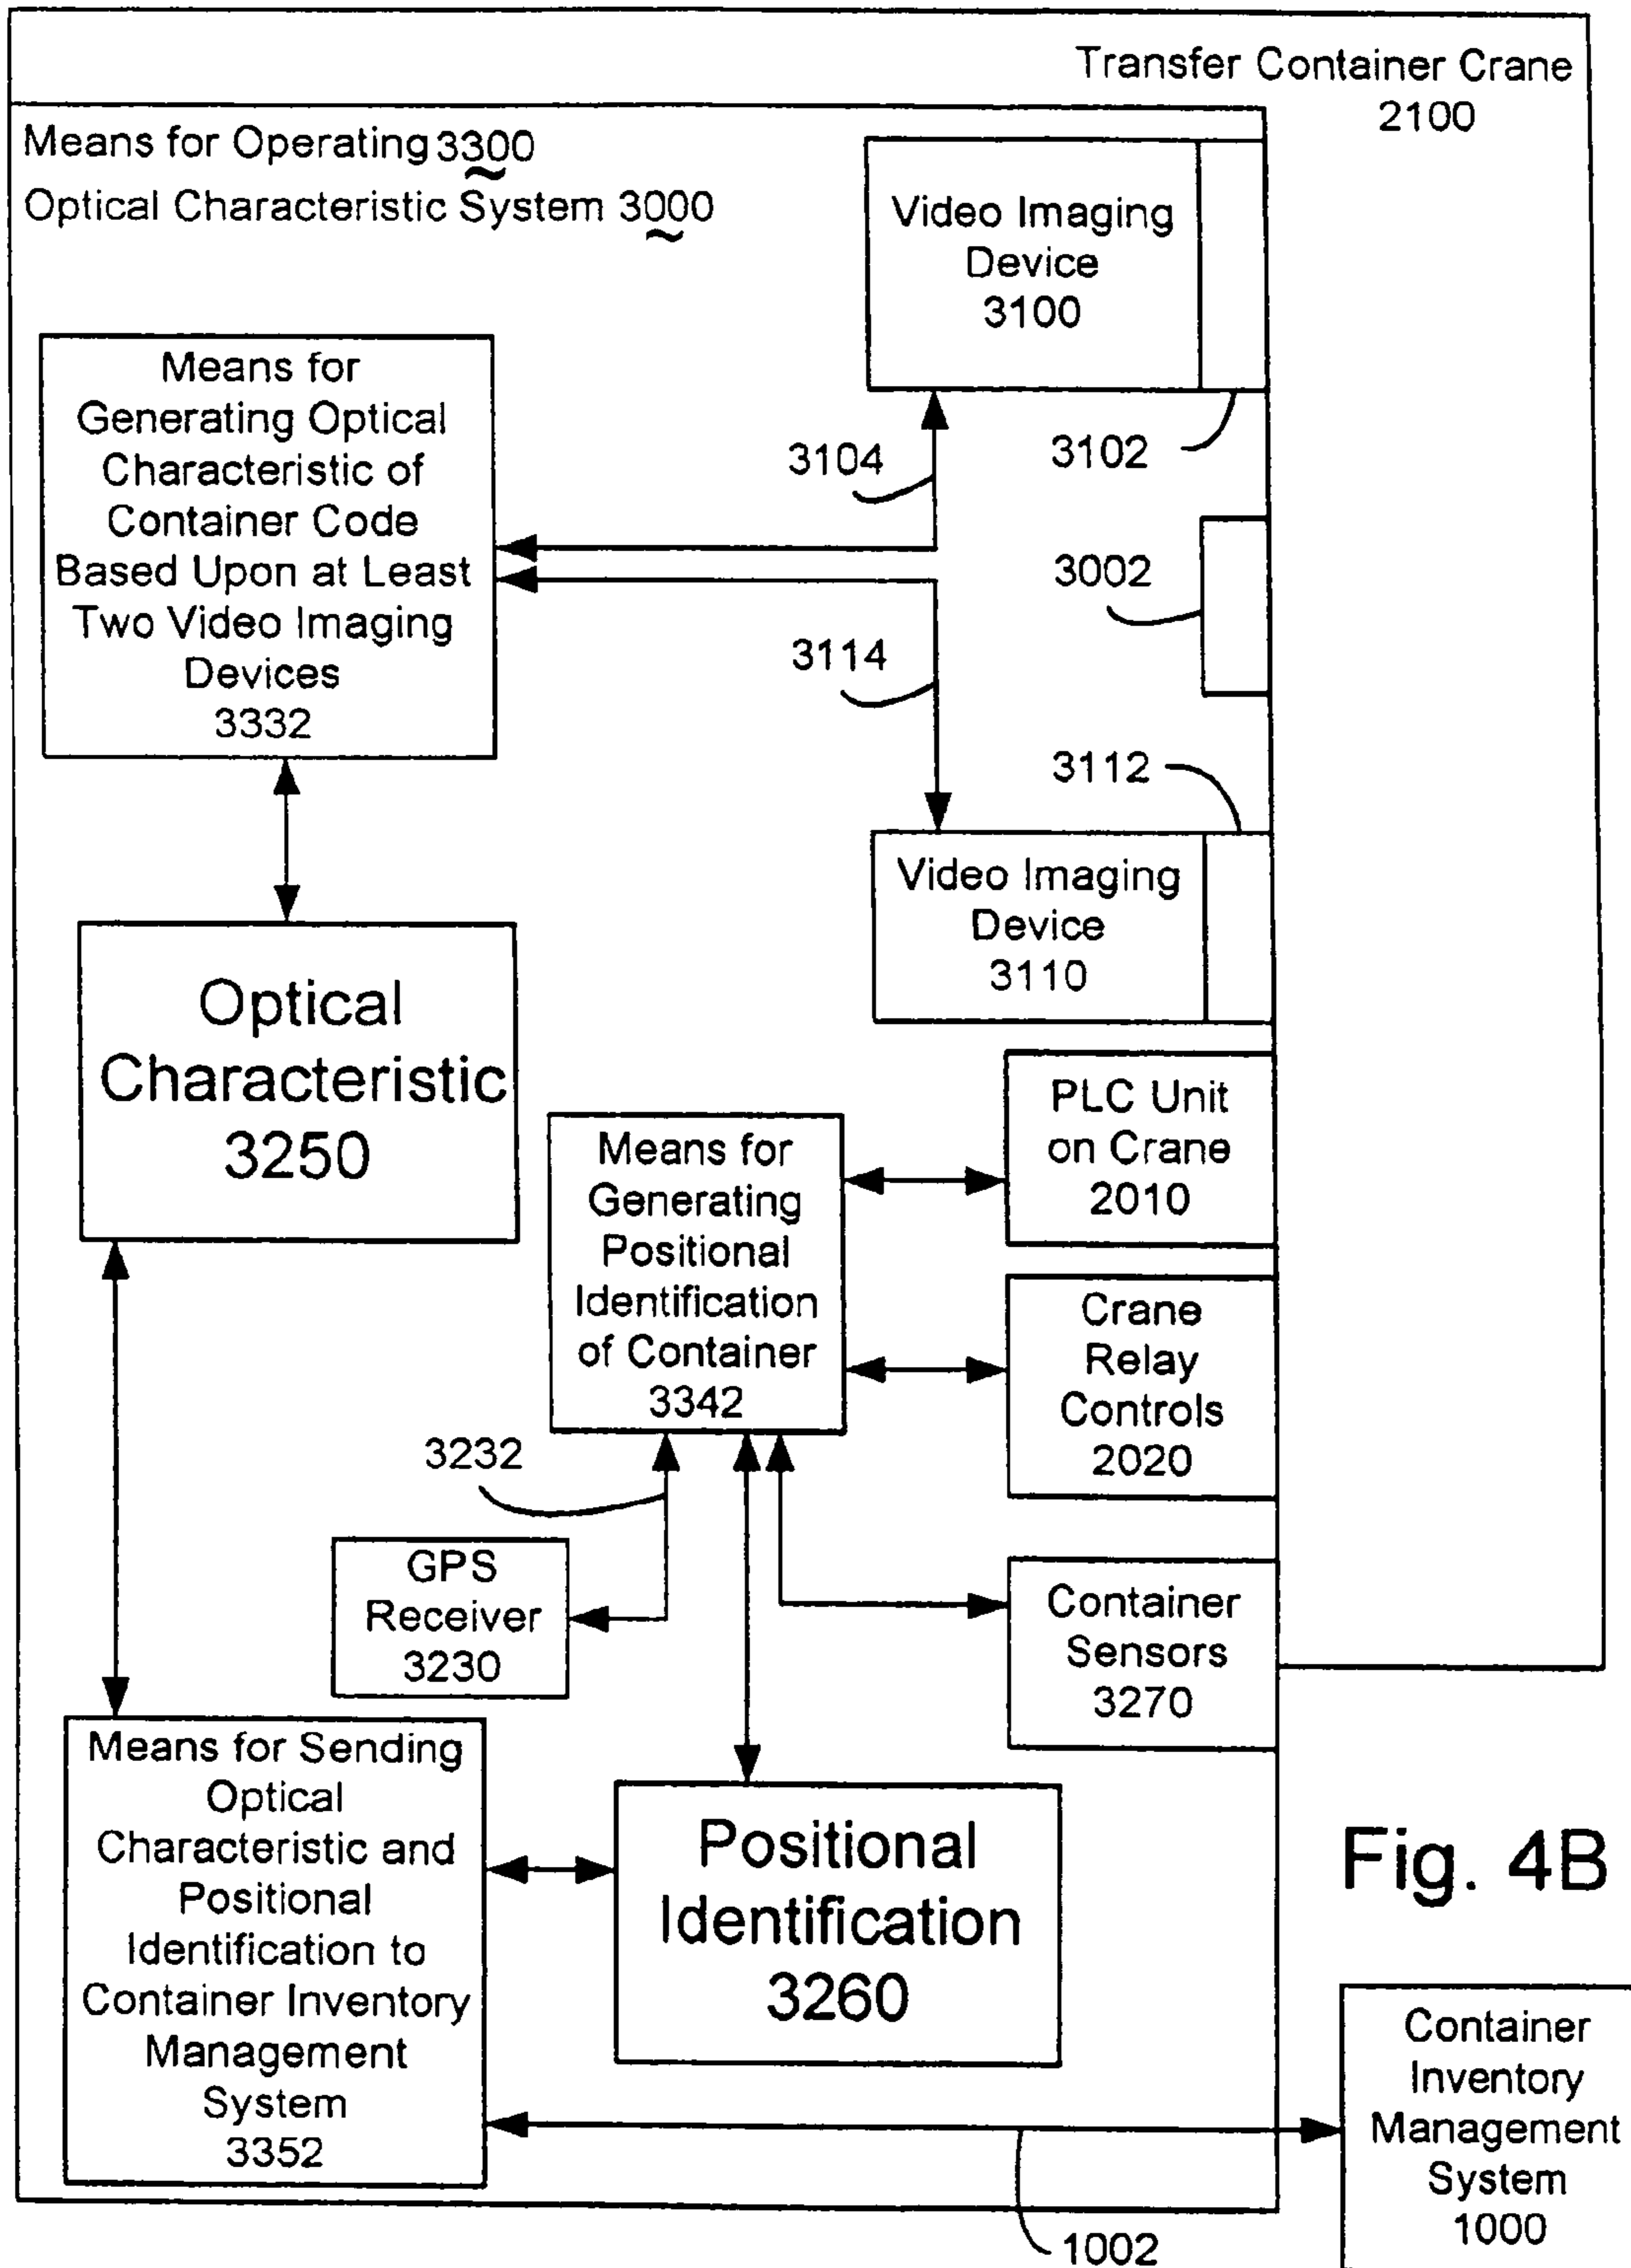 Transfer Container Crane
2100
Means for Operating 3300
Optical Characteristic System 3000
Video Imaging
Device
3100
Means for
Generating Optical
Characteristic of
Container Code
Based Upon at Least
Two Video Imaging
Devices
3332
3104
3102
3002
3114
3112
Video Imaging
Device
3110
Optical
Characteristic
3250
PLC Unit
on Crane
2010
Means for
Generating
Positional
Identification
of Container
3342
Crane
Relay
Controls
2020
3232
GPS
Receiver
3230
Container
Sensors
3270
Means for Sending
Optical
Characteristic and
Positional
Identification to
Container Inventory
Management
System
3352
Positional
Identification
3260
Fig. 4B
Container
Inventory
Management
System
1000
1002